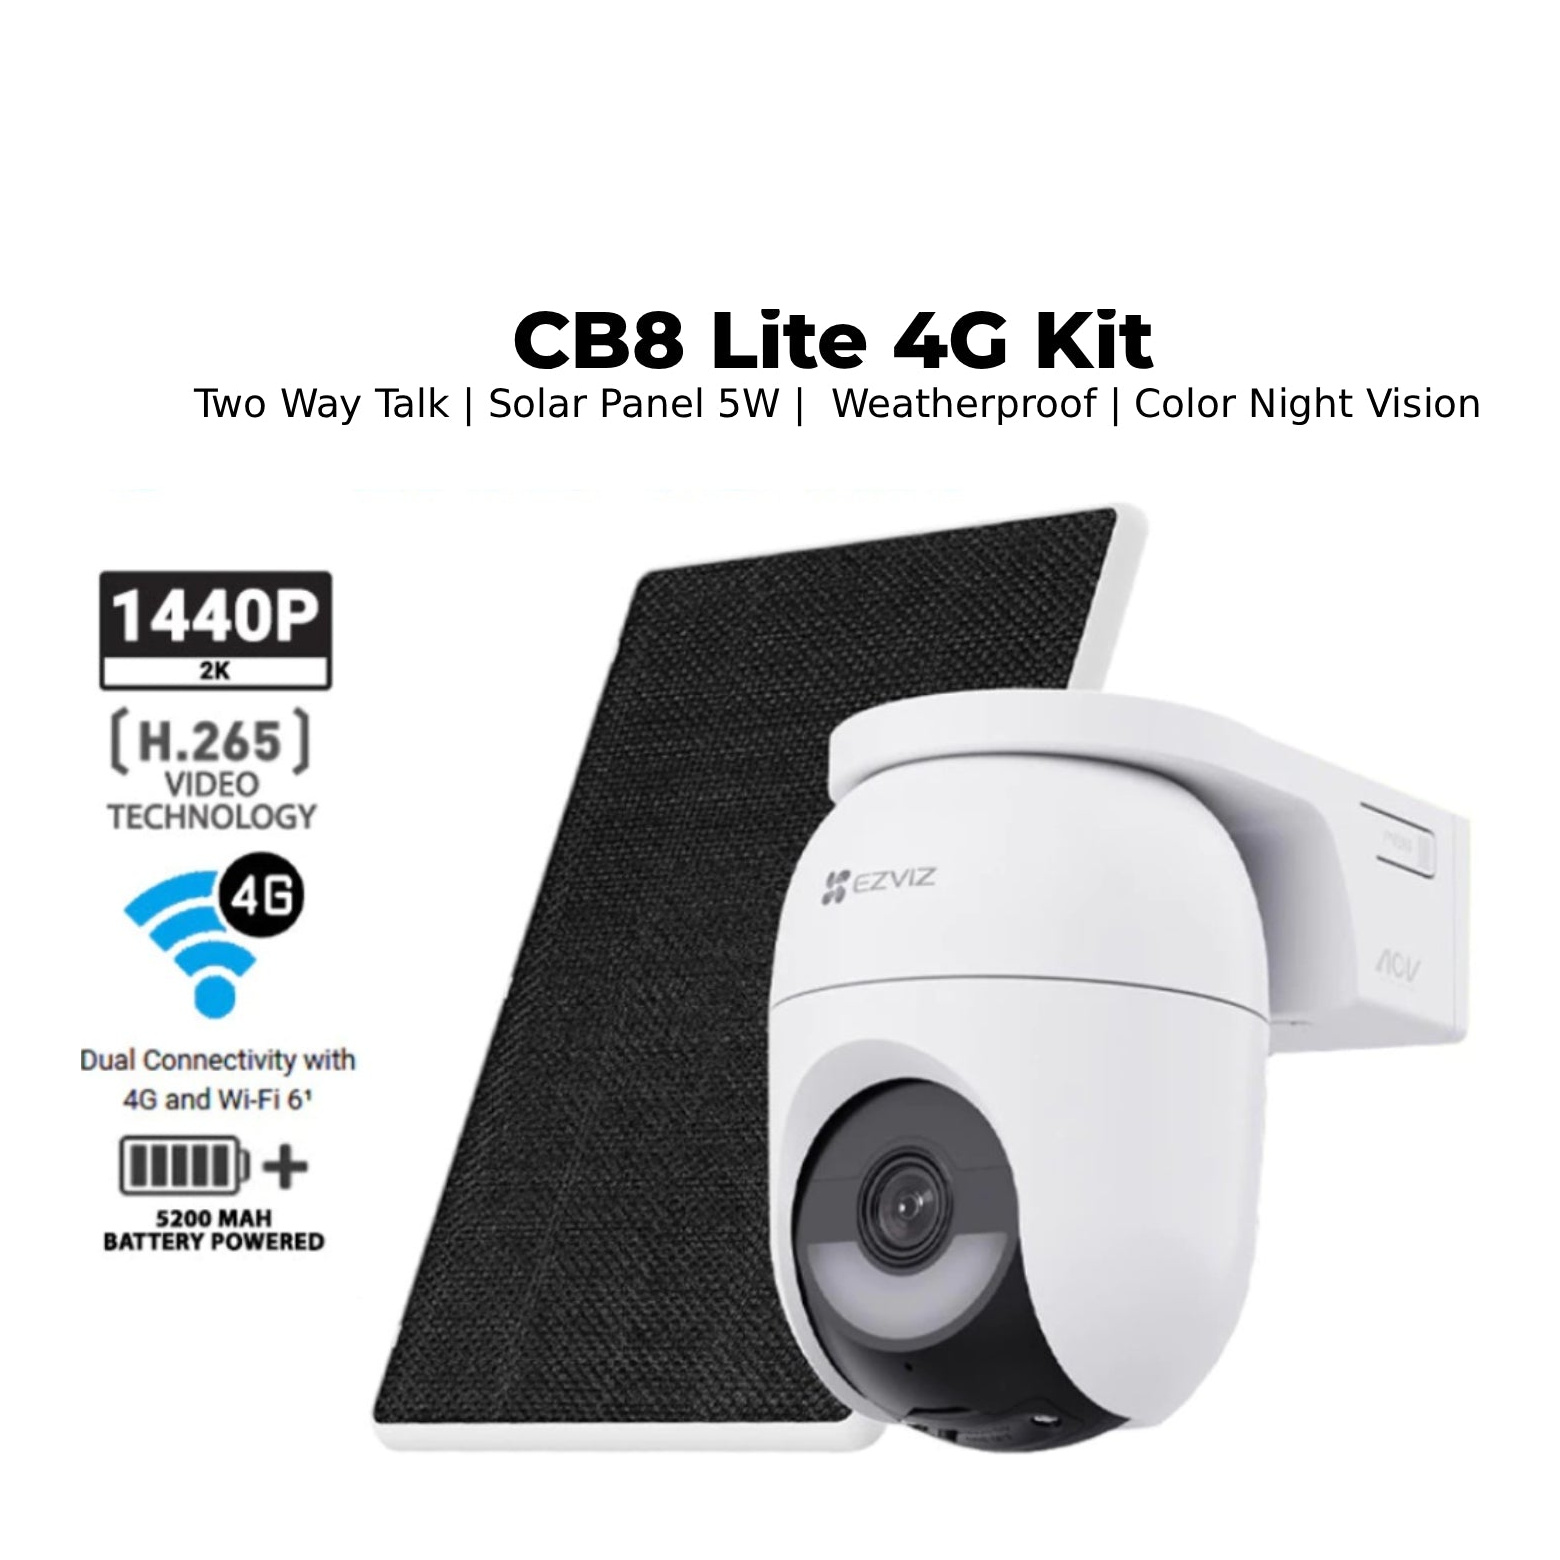 CB8 Lite 4G Kit
Two Way Talk | Solar Panel 5W | Weatherproof | Color Night Vision
1440P
2K
[H.265]
VIDEO
TECHNOLOGY
4G
Dual Connectivity with
4G and Wi-Fi 6¹
5200 MAH
BATTERY POWERED
EZVIZ
AOV